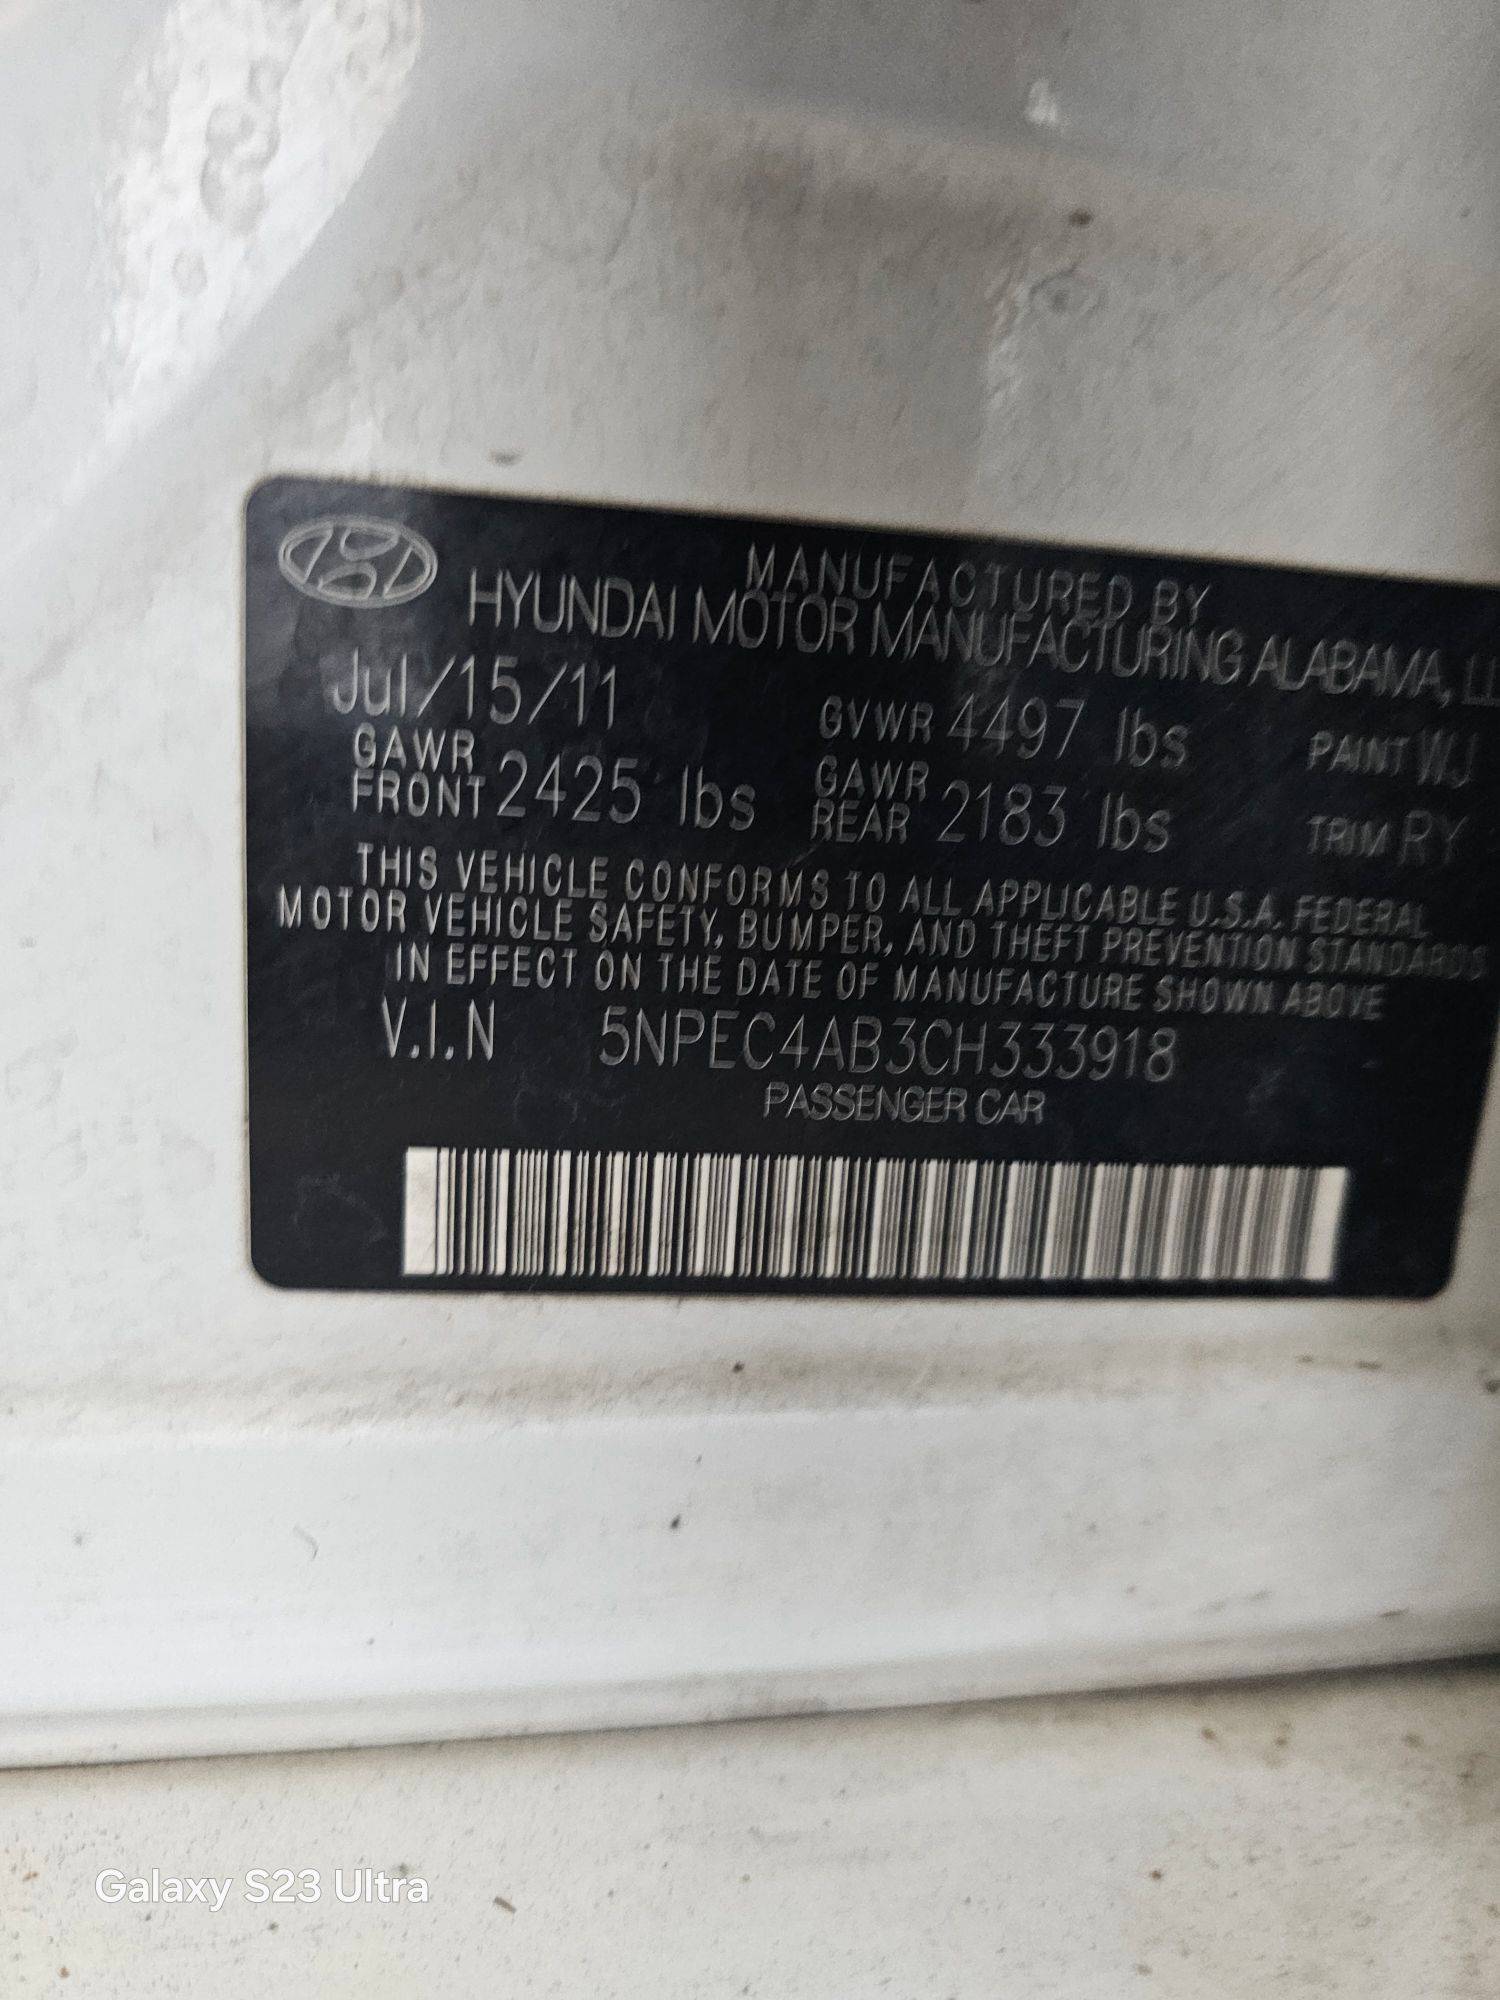 MANUFACTURED BY
HYUNDAI MOTOR MANUFACTURING ALABAMA,
Jul/15/11 GVWR 4497 lbs PAINT WJ
GAWR FRONT 2425 lbs GAWR REAR 2183 lbs TRIM RY
THIS VEHICLE CONFORMS TO ALL APPLICABLE U.S.A. FEDERAL
MOTOR VEHICLE SAFETY, BUMPER, AND THEFT PREVENTION STANDARDS
IN EFFECT ON THE DATE OF MANUFACTURE SHOWN ABOVE
V.I.N 5NPEC4AB3CH333918
PASSENGER CAR
Galaxy S23 Ultra